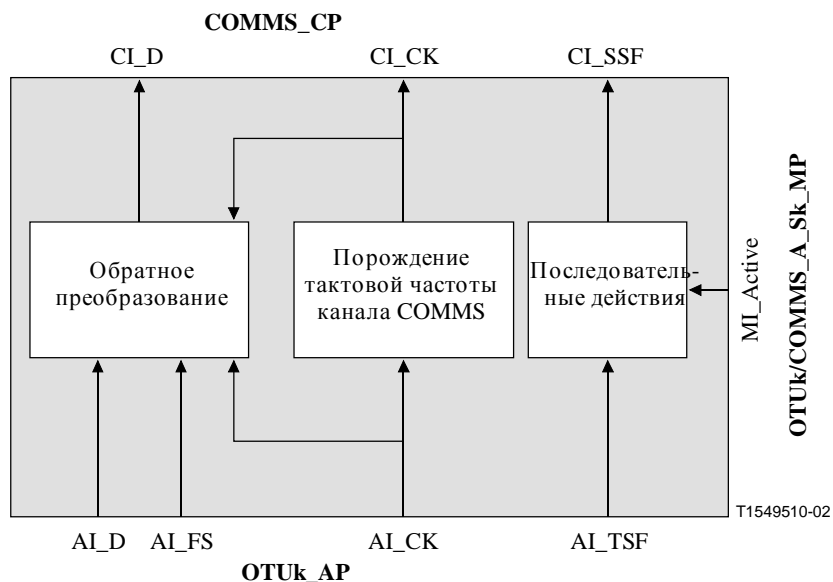 COMMS_CP
CI_D CI_CK CI_SSF
Обратное
преобразование
Порождение
тактовой частоты
канала COMMS
Последователь-
ные действия
MI_Active
OTUk/COMMS_A_Sk_MP
T1549510-02
AI_D AI_FS AI_CK AI_TSF
OTUk_AP